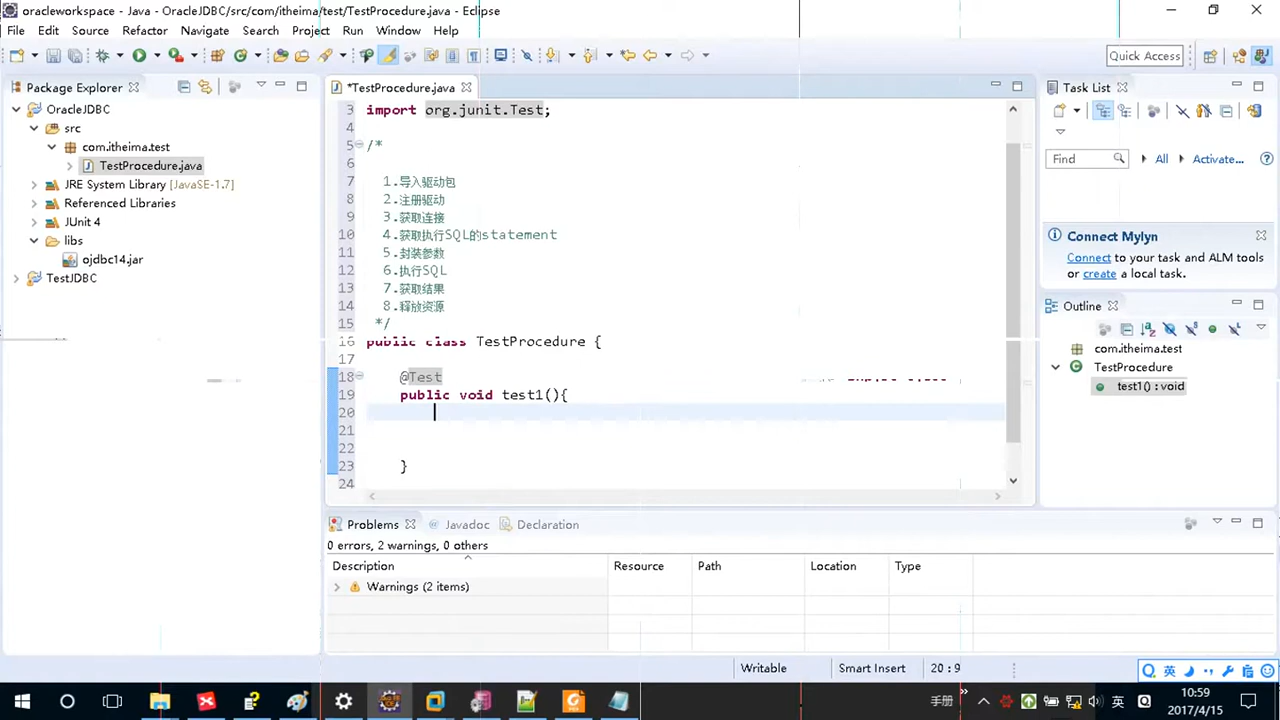 oracleworkspace - Java - OracleJDBC/src/com/itheima/test/TestProcedure.java - Eclipse
File Edit Source Refactor Navigate Search Project Run Window Help
Quick Access
Package Explorer
OracleJDBC
src
com.itheima.test
TestProcedure.java
JRE System Library [JavaSE-1.7]
Referenced Libraries
JUnit 4
libs
ojdbc14.jar
TestJDBC
*TestProcedure.java
3 import org.junit.Test;
4
5 /*
6
7 1.导入驱动包
8 2.注册驱动
9 3.获取连接
10 4.获取执行SQL的statement
11 5.封装参数
12 6.执行SQL
13 7.获取结果
14 8.释放资源
15 */
16 public class TestProcedure {
17
18 @Test
19 public void test1(){
20
21
22
23 }
24
Task List
Find All Activate...
Connect Mylyn
Connect to your task and ALM tools
or create a local task.
Outline
com.itheima.test
TestProcedure
test1() : void
Problems Javadoc Declaration
0 errors, 2 warnings, 0 others
Description Resource Path Location Type
Warnings (2 items)
Writable Smart Insert 20 : 9
英
手册 英
10:59
2017/4/15